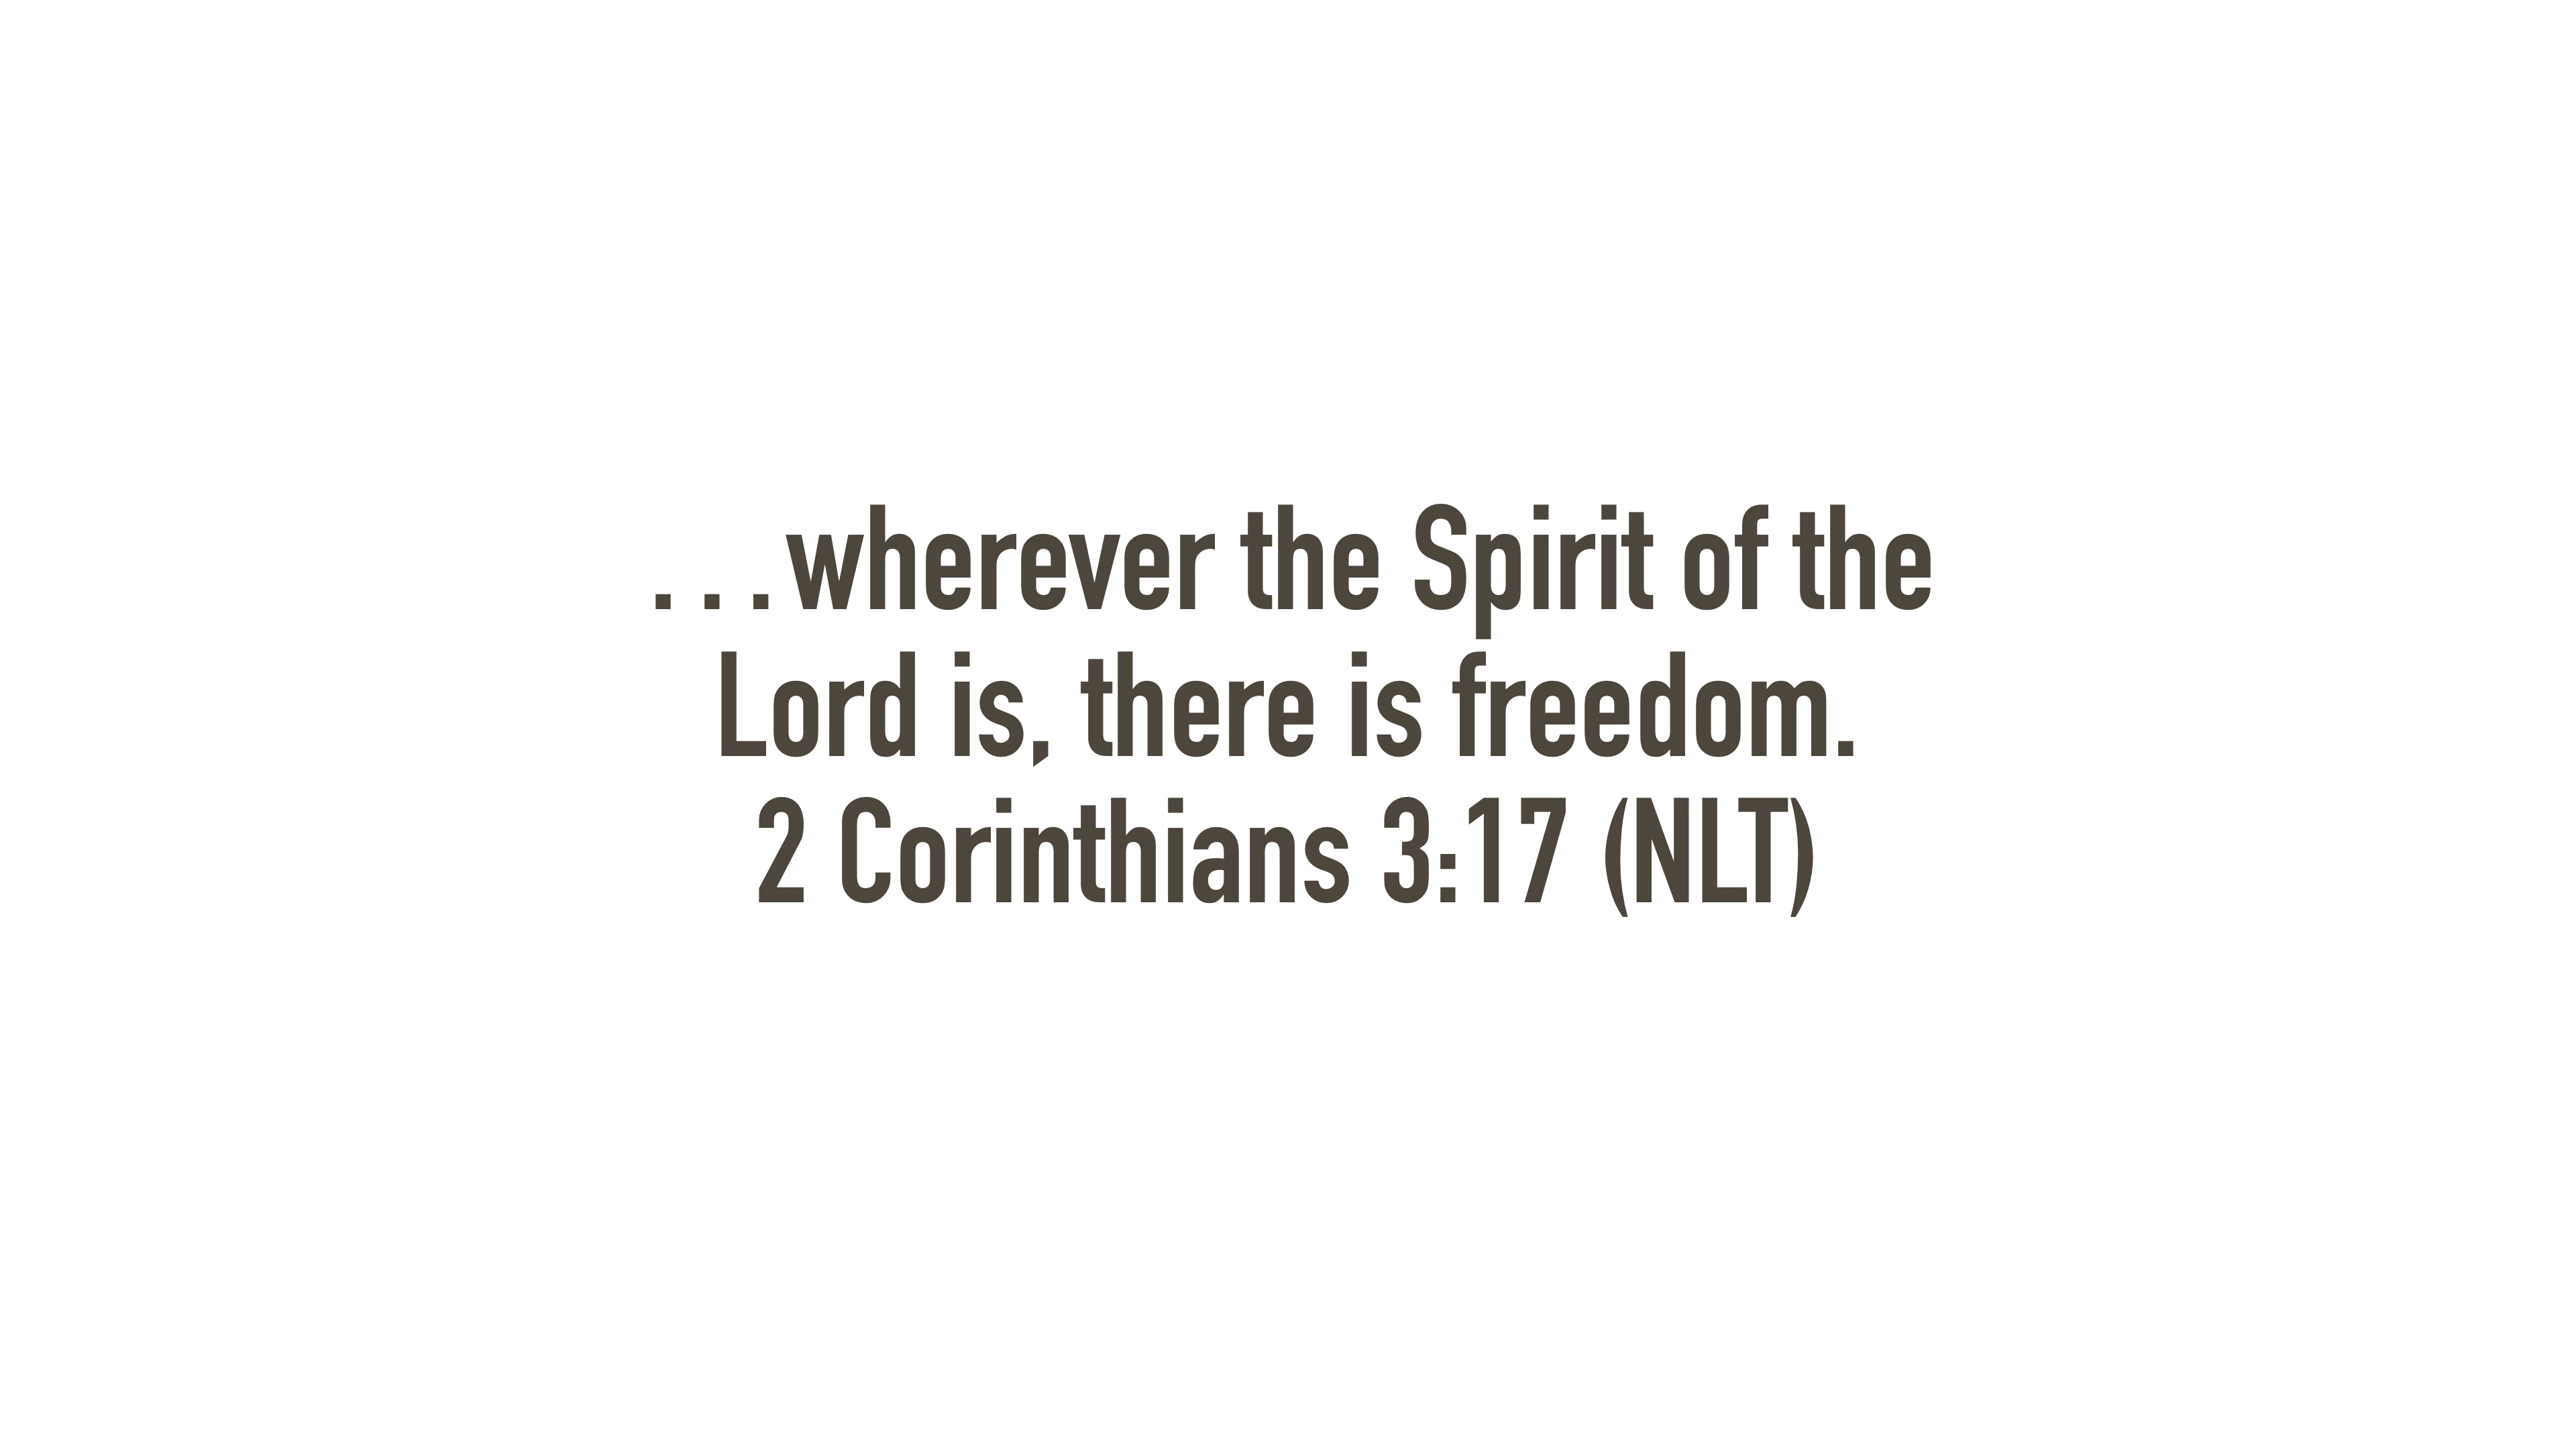 ...wherever the Spirit of the
Lord is, there is freedom.
2 Corinthians 3:17 (NLT)